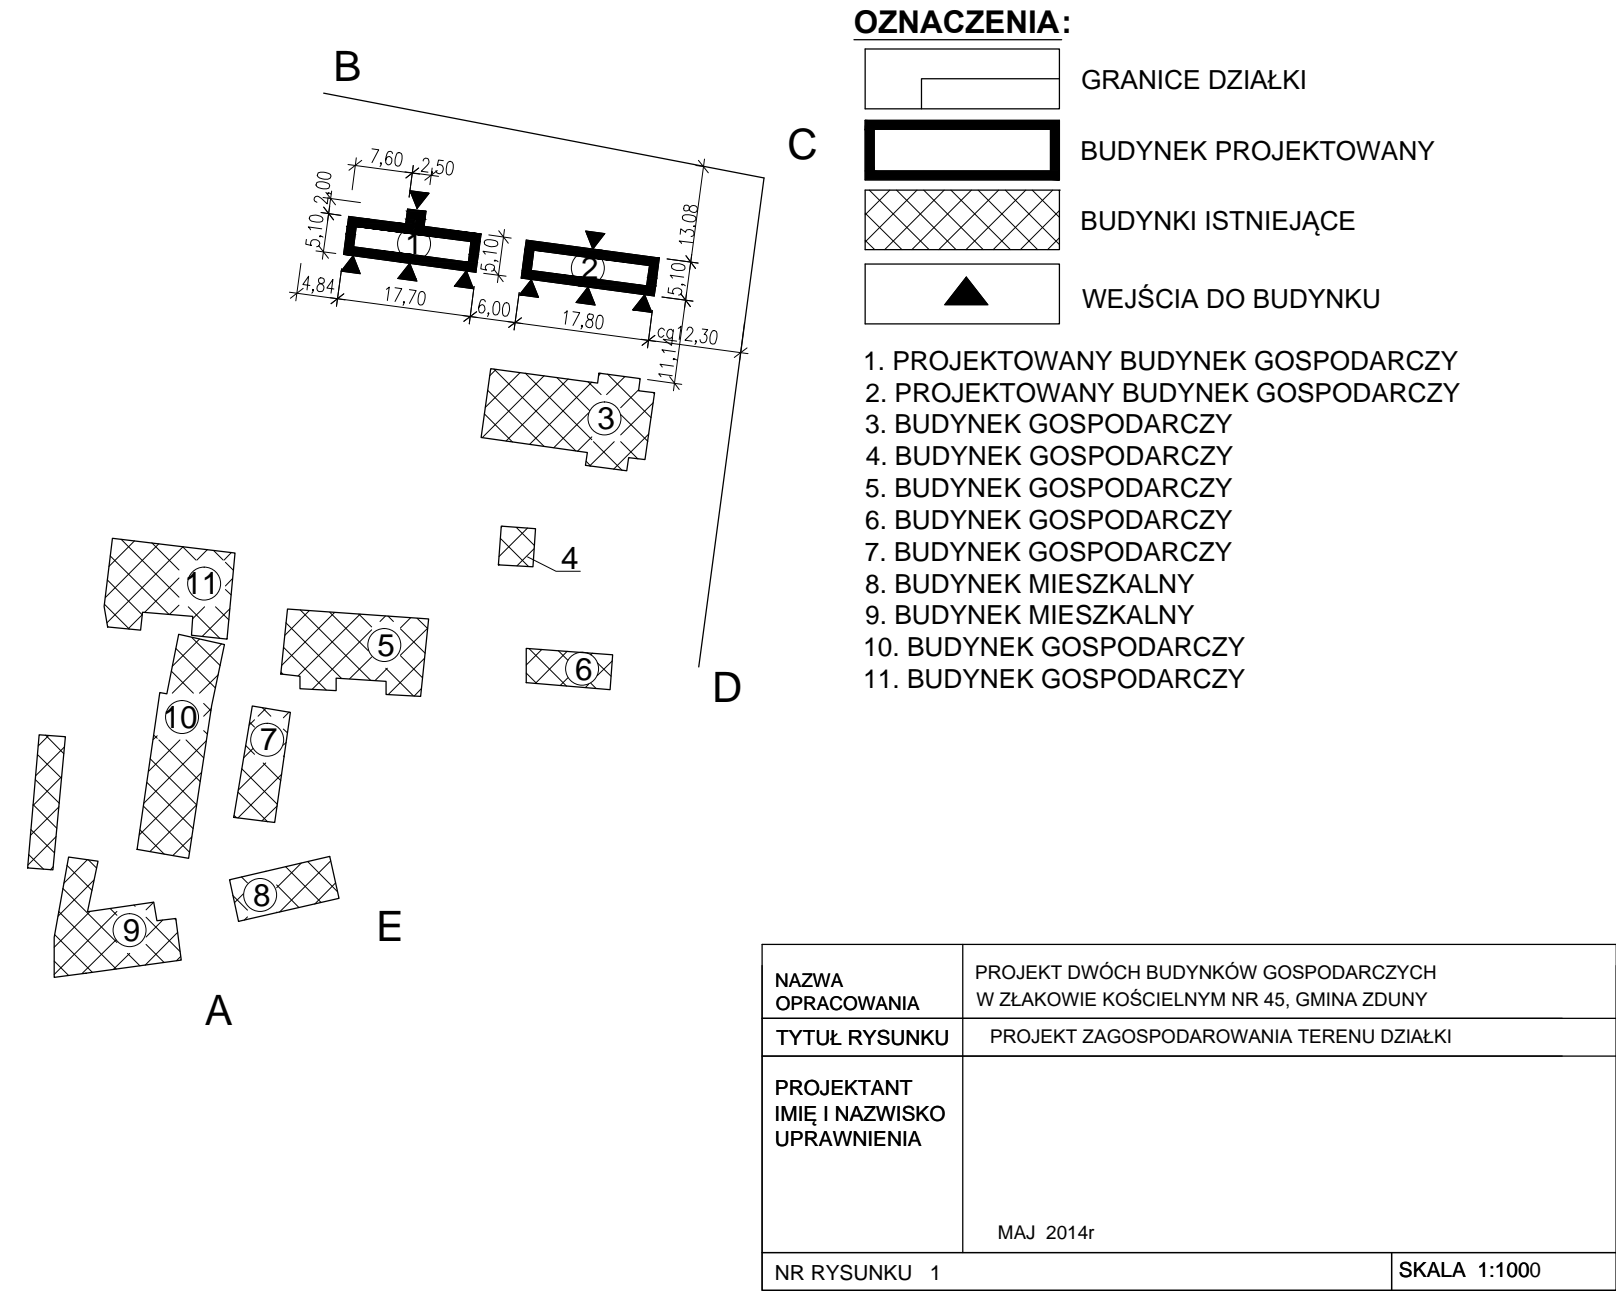 OZNACZENIA:
GRANICE DZIAŁKI
BUDYNEK PROJEKTOWANY
BUDYNKI ISTNIEJĄCE
WEJŚCIA DO BUDYNKU
1. PROJEKTOWANY BUDYNEK GOSPODARCZY
2. PROJEKTOWANY BUDYNEK GOSPODARCZY
3. BUDYNEK GOSPODARCZY
4. BUDYNEK GOSPODARCZY
5. BUDYNEK GOSPODARCZY
6. BUDYNEK GOSPODARCZY
7. BUDYNEK GOSPODARCZY
8. BUDYNEK MIESZKALNY
9. BUDYNEK MIESZKALNY
10. BUDYNEK GOSPODARCZY
11. BUDYNEK GOSPODARCZY
B
C
7,60
2,50
2,00
5,10
1
5,10
2
13,08
5,10
4,84
17,70
6,00
17,80
ca12,30
11,14
3
4
11
5
6
D
10
7
8
9
E
A
NAZWA
OPRACOWANIA
PROJEKT DWÓCH BUDYNKÓW GOSPODARCZYCH
W ZŁAKOWIE KOŚCIELNYM NR 45, GMINA ZDUNY
TYTUŁ RYSUNKU
PROJEKT ZAGOSPODAROWANIA TERENU DZIAŁKI
PROJEKTANT
IMIĘ I NAZWISKO
UPRAWNIENIA
MAJ 2014r
NR RYSUNKU 1
SKALA 1:1000